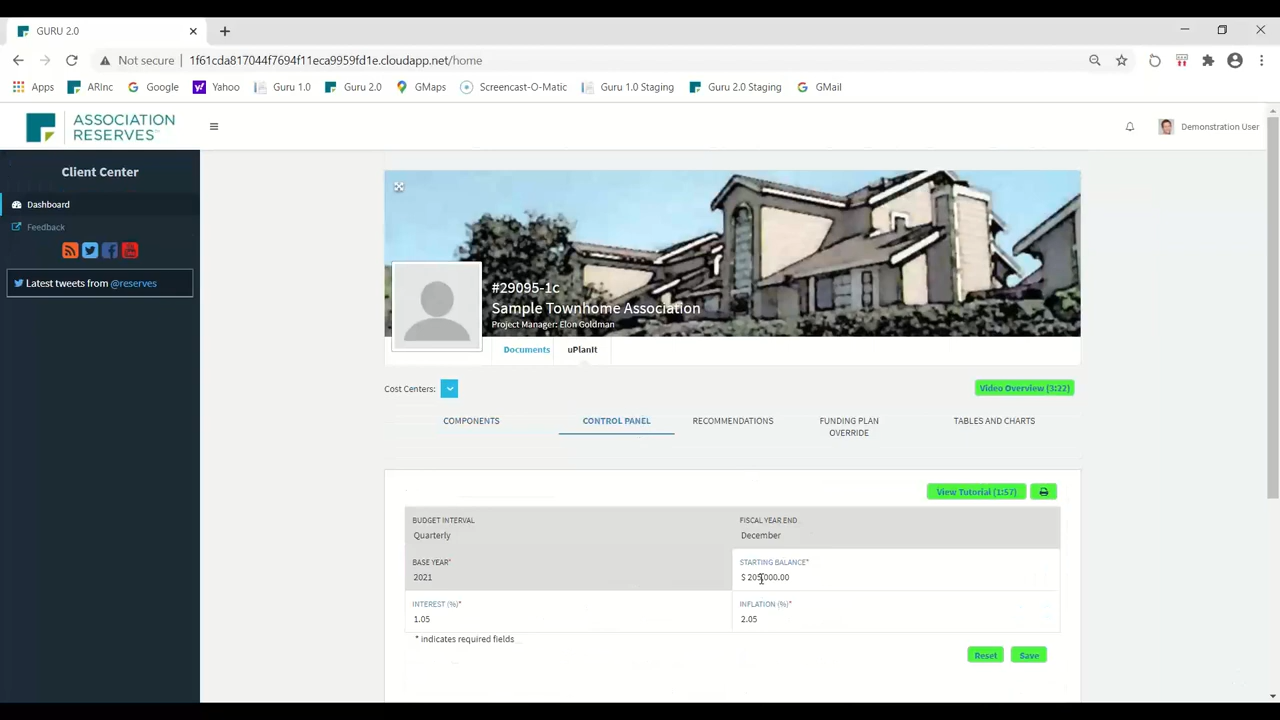 GURU 2.0
Not secure | 1f61cda817044f7694f11eca9959fd1e.cloudapp.net/home
Apps ARInc Google Yahoo Guru 1.0 Guru 2.0 GMaps Screencast-O-Matic Guru 1.0 Staging Guru 2.0 Staging GMail
ASSOCIATION
RESERVES™
Demonstration User
Client Center
Dashboard
Feedback
Latest tweets from @reserves
#29095-1c
Sample Townhome Association
Project Manager: Elon Goldman
Documents uPlanIt
Cost Centers:
Video Overview (3:22)
COMPONENTS CONTROL PANEL RECOMMENDATIONS FUNDING PLAN
OVERRIDE TABLES AND CHARTS
View Tutorial (1:57)
BUDGET INTERVAL FISCAL YEAR END
Quarterly December
BASE YEAR* STARTING BALANCE*
2021 $ 205,000.00
INTEREST (%)* INFLATION (%)*
1.05 2.05
* indicates required fields
Reset Save